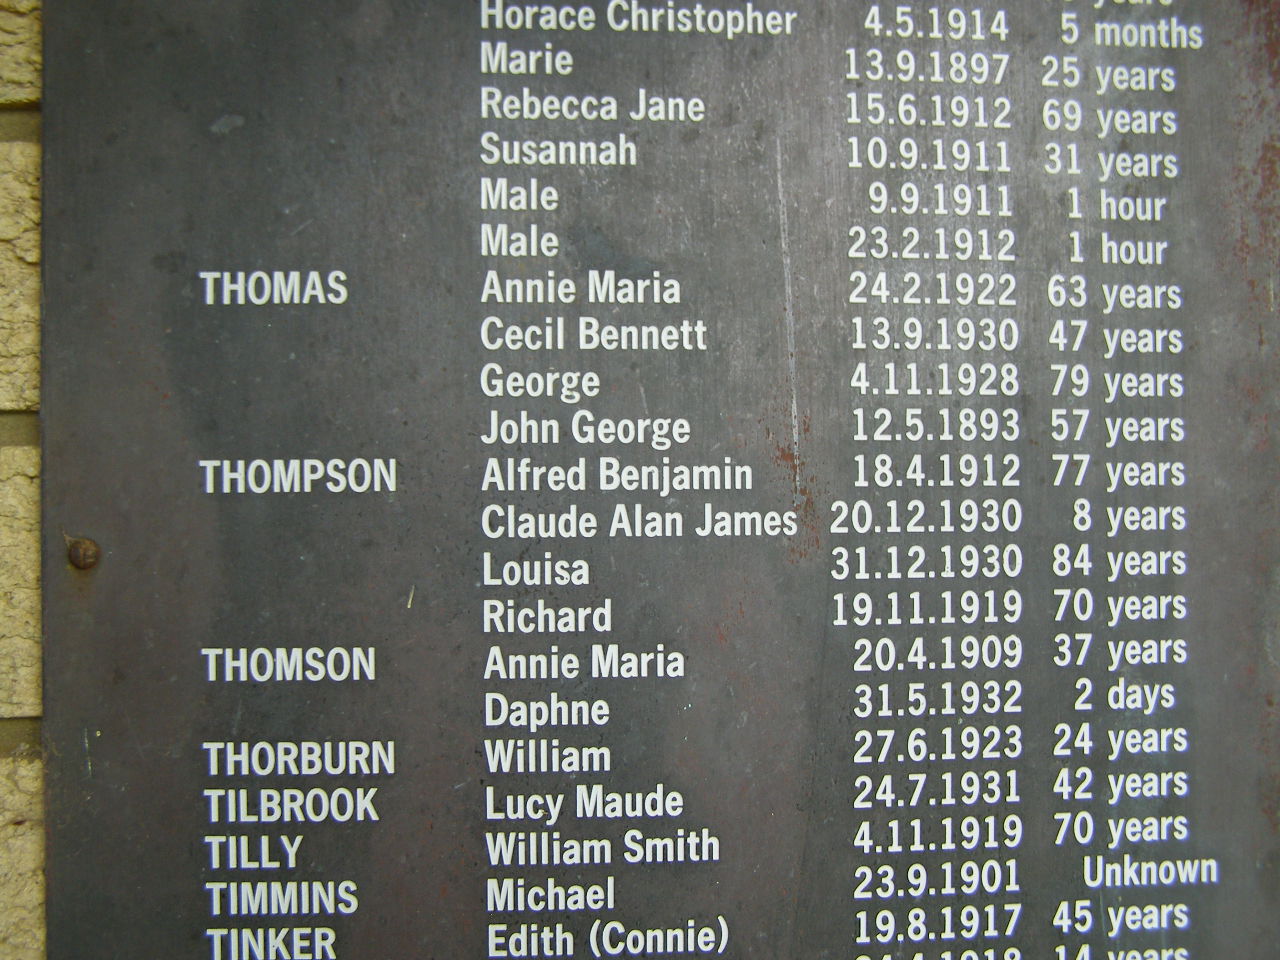 years
Horace Christopher 4.5.1914 5 months
Marie 13.9.1897 25 years
Rebecca Jane 15.6.1912 69 years
Susannah 10.9.1911 31 years
Male 9.9.1911 1 hour
Male 23.2.1912 1 hour
THOMAS Annie Maria 24.2.1922 63 years
Cecil Bennett 13.9.1930 47 years
George 4.11.1928 79 years
John George 12.5.1893 57 years
THOMPSON Alfred Benjamin 18.4.1912 77 years
Claude Alan James 20.12.1930 8 years
Louisa 31.12.1930 84 years
Richard 19.11.1919 70 years
THOMSON Annie Maria 20.4.1909 37 years
Daphne 31.5.1932 2 days
THORBURN William 27.6.1923 24 years
TILBROOK Lucy Maude 24.7.1931 42 years
TILLY William Smith 4.11.1919 70 years
TIMMINS Michael 23.9.1901 Unknown
TINKER Edith (Connie) 19.8.1917 45 years
14 years